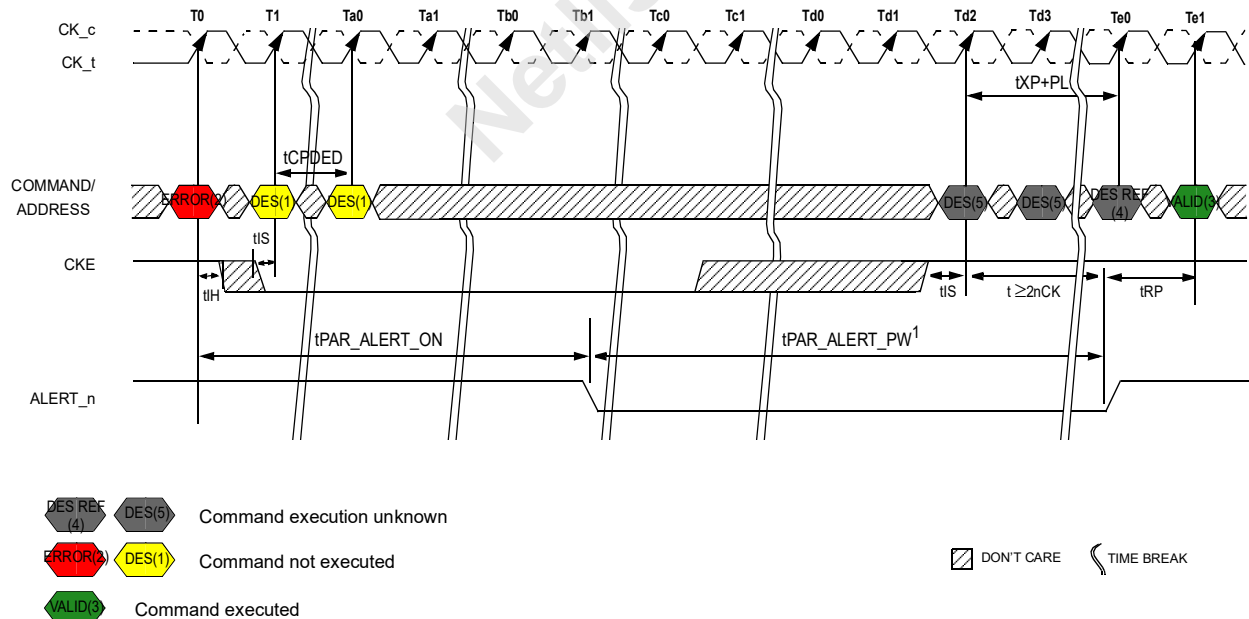 T0 T1 Ta0 Ta1 Tb0 Tb1 Tc0 Tc1 Td0 Td1 Td2 Td3 Te0 Te1
CK_c
CK_t
tXP+PL
tCPDED
COMMAND/
ADDRESS
ERROR(2) DES(1) DES(1) DES(5) DES(5) DES REF
(4) VALID(3)
tIS
CKE
tIH
tIS t ≥2nCK tRP
tPAR_ALERT_ON tPAR_ALERT_PW1
ALERT_n
DES REF
(4) DES(5) Command execution unknown
ERROR(2) DES(1) Command not executed
DON'T CARE TIME BREAK
VALID(3) Command executed
Netlis